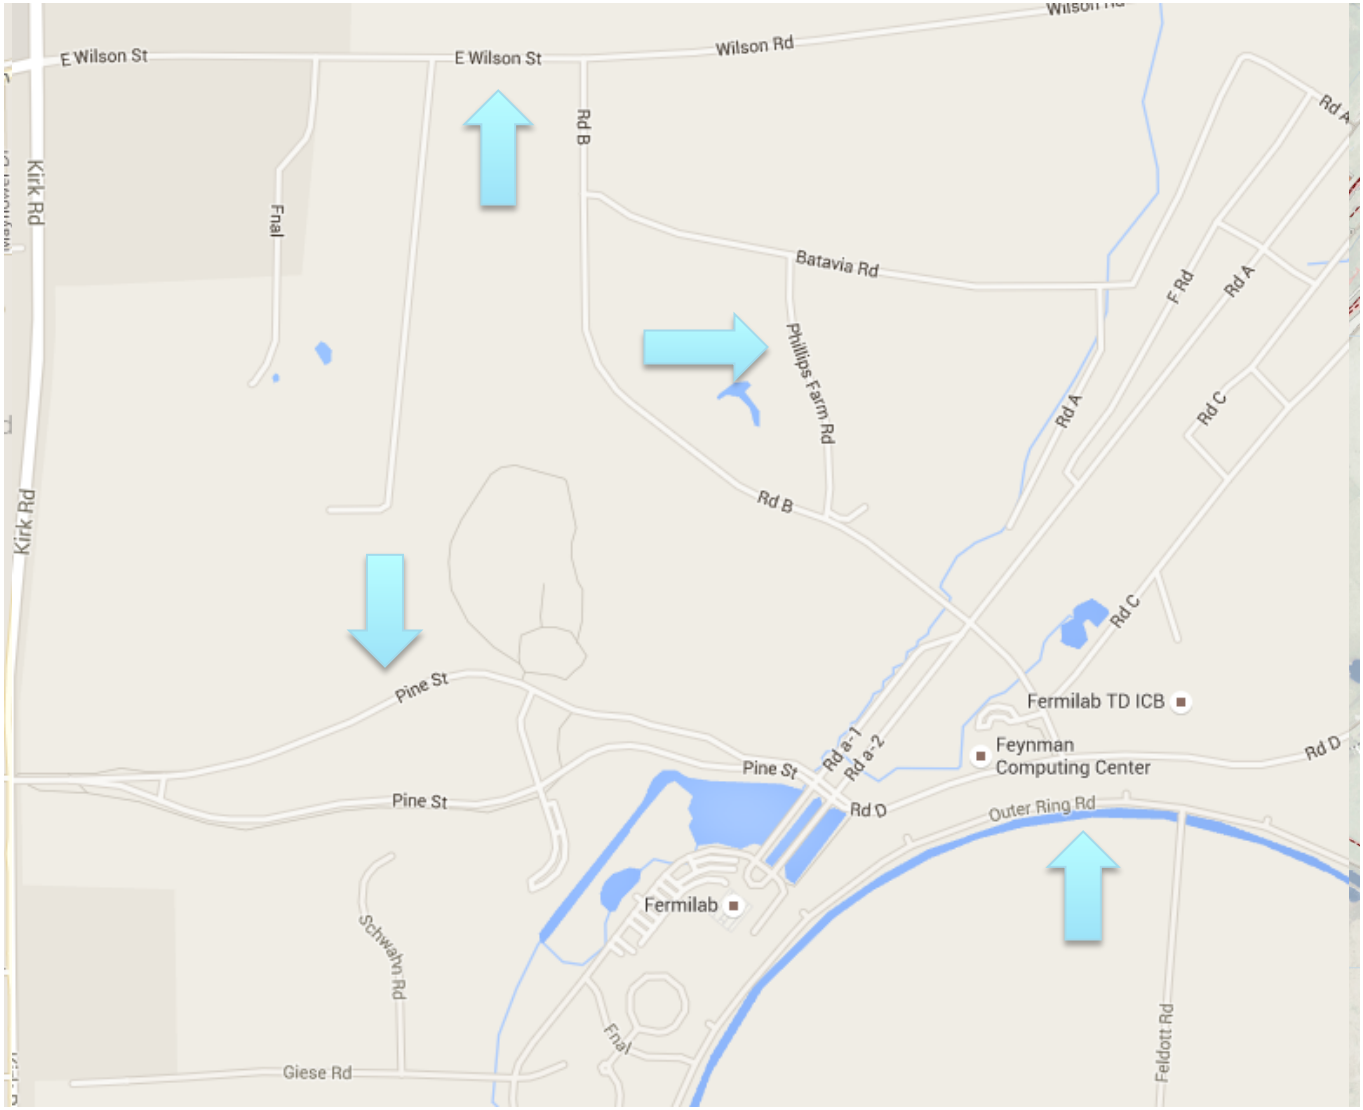 Wilson Rd
E Wilson St
E Wilson St
Wilson Rd
Rd A
Rd B
Kirk Rd
Fnal
Batavia Rd
F Rd
Rd A
Phillips Farm Rd
Rd A
Rd C
Kirk Rd
Rd B
Rd C
Pine St
Fermilab TD ICB
Rd a-1
Rd a-2
Feynman
Computing Center
Rd D
Pine St
Pine St
Rd D
Outer Ring Rd
Fermilab
Schwahn Rd
Fnal
Feldott Rd
Giese Rd